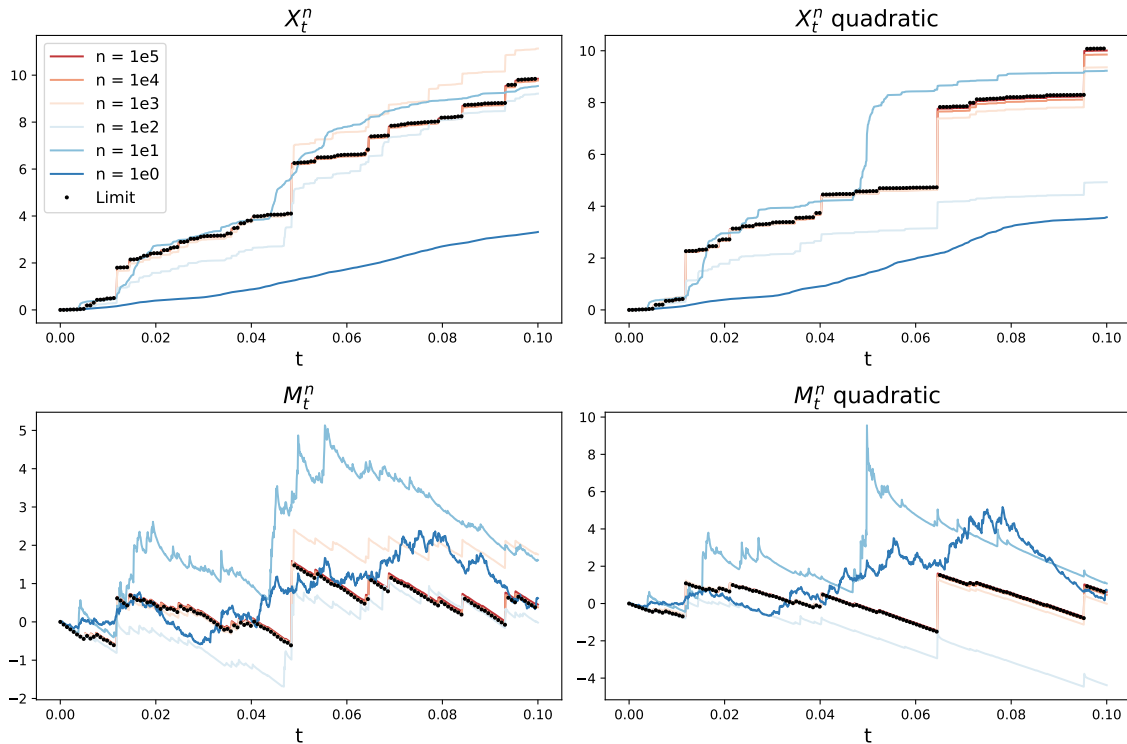 X_t^n
10
8
6
4
2
0
n = 1e5
n = 1e4
n = 1e3
n = 1e2
n = 1e1
n = 1e0
Limit
0.00 0.02 0.04 0.06 0.08 0.10
t
X_t^n quadratic
10
8
6
4
2
0
0.00 0.02 0.04 0.06 0.08 0.10
t
M_t^n
5
4
3
2
1
0
−1
−2
0.00 0.02 0.04 0.06 0.08 0.10
t
M_t^n quadratic
10
8
6
4
2
0
−2
−4
0.00 0.02 0.04 0.06 0.08 0.10
t